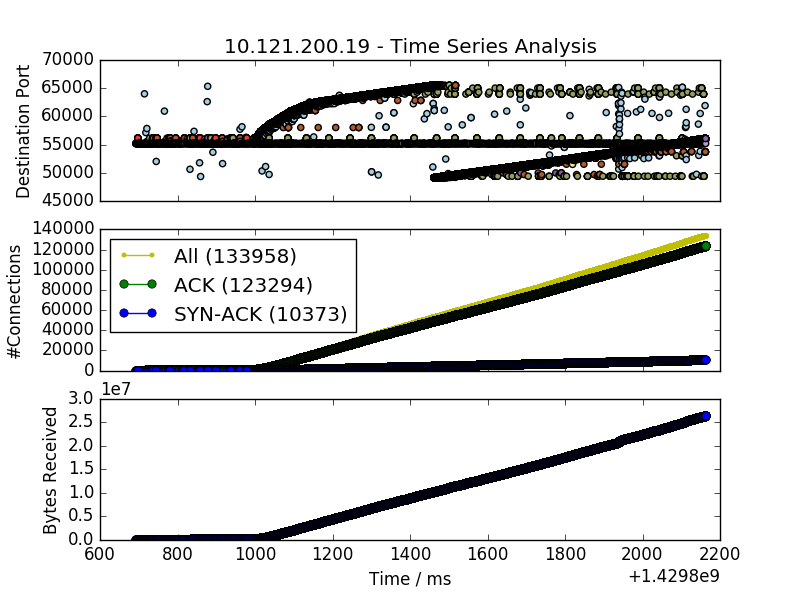 10.121.200.19 - Time Series Analysis
Destination Port
70000
65000
60000
55000
50000
45000
#Connections
140000
120000
100000
80000
60000
40000
20000
0
All (133958)
ACK (123294)
SYN-ACK (10373)
1e7
Bytes Received
3.0
2.5
2.0
1.5
1.0
0.5
0.0
600 800 1000 1200 1400 1600 1800 2000 2200
Time / ms
+1.4298e9